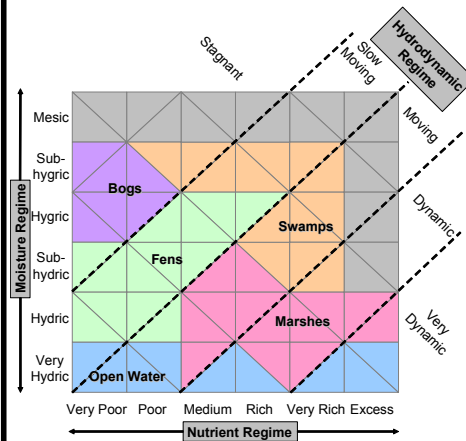 Stagnant
Slow
Moving
Hydrodynamic
Regime
Moving
Dynamic
Very
Dynamic
Moisture Regime
Mesic
Sub-
hygric
Hygric
Sub-
hydric
Hydric
Very
Hydric
Bogs
Swamps
Fens
Marshes
Open Water
Very Poor
Poor
Medium
Rich
Very Rich
Excess
Nutrient Regime